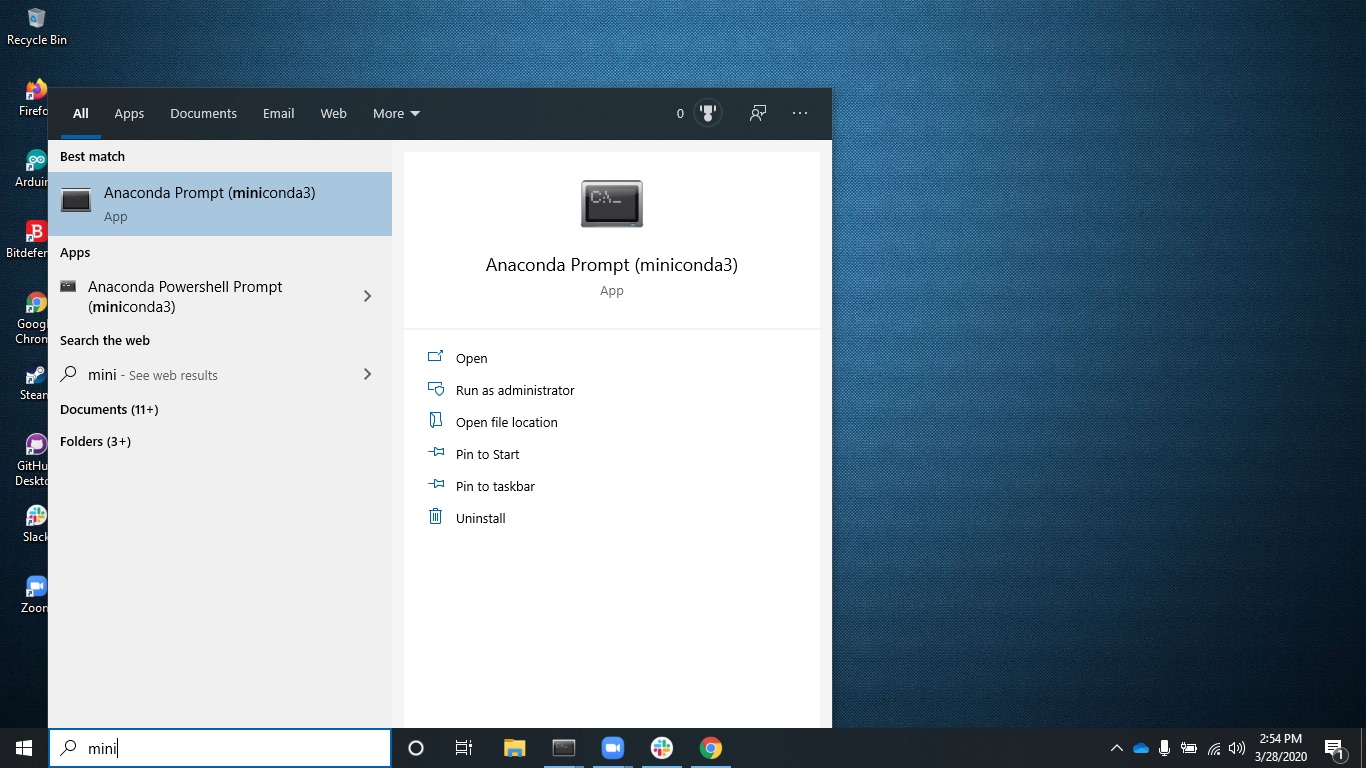 Recycle Bin
Firefo
Arduin
Bitdefen
Googl
Chrom
Steam
GitHu
Deskto
Slack
Zoom
All Apps Documents Email Web More 0
Best match
Anaconda Prompt (miniconda3)
App
Apps
Anaconda Powershell Prompt
(miniconda3)
Search the web
mini - See web results
Documents (11+)
Folders (3+)
C:\_
Anaconda Prompt (miniconda3)
App
Open
Run as administrator
Open file location
Pin to Start
Pin to taskbar
Uninstall
mini
2:54 PM
3/28/2020
1